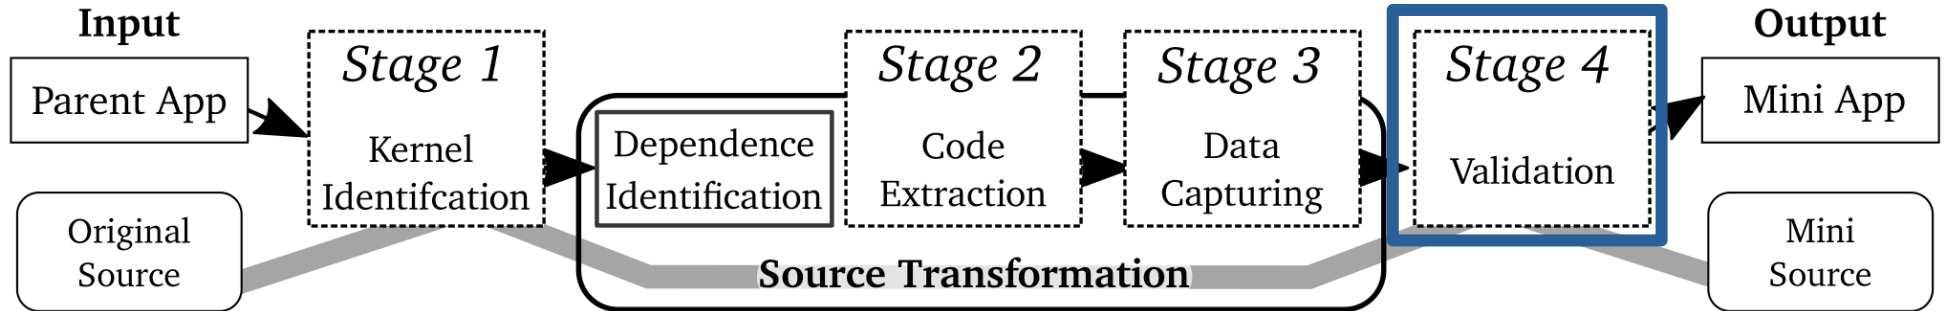 Input
Parent App
Original
Source
Stage 1
Kernel
Identifcation
Dependence
Identification
Stage 2
Code
Extraction
Stage 3
Data
Capturing
Source Transformation
Stage 4
Validation
Output
Mini App
Mini
Source